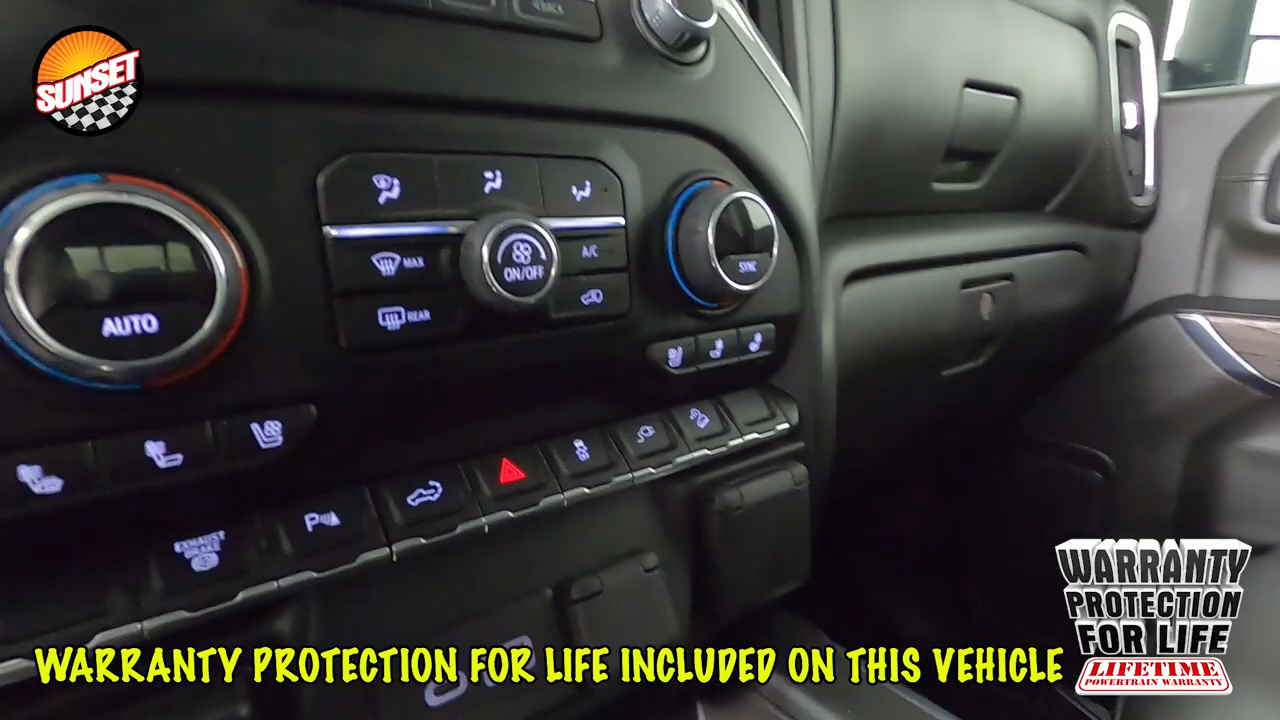 BACK
SUNSET
AUTO
MAX
ON/OFF
A/C
REAR
SYNC
EXHAUST
BRAKE
P
WARRANTY PROTECTION FOR LIFE INCLUDED ON THIS VEHICLE
WARRANTY
PROTECTION
FOR LIFE
LIFETIME
POWERTRAIN WARRANTY